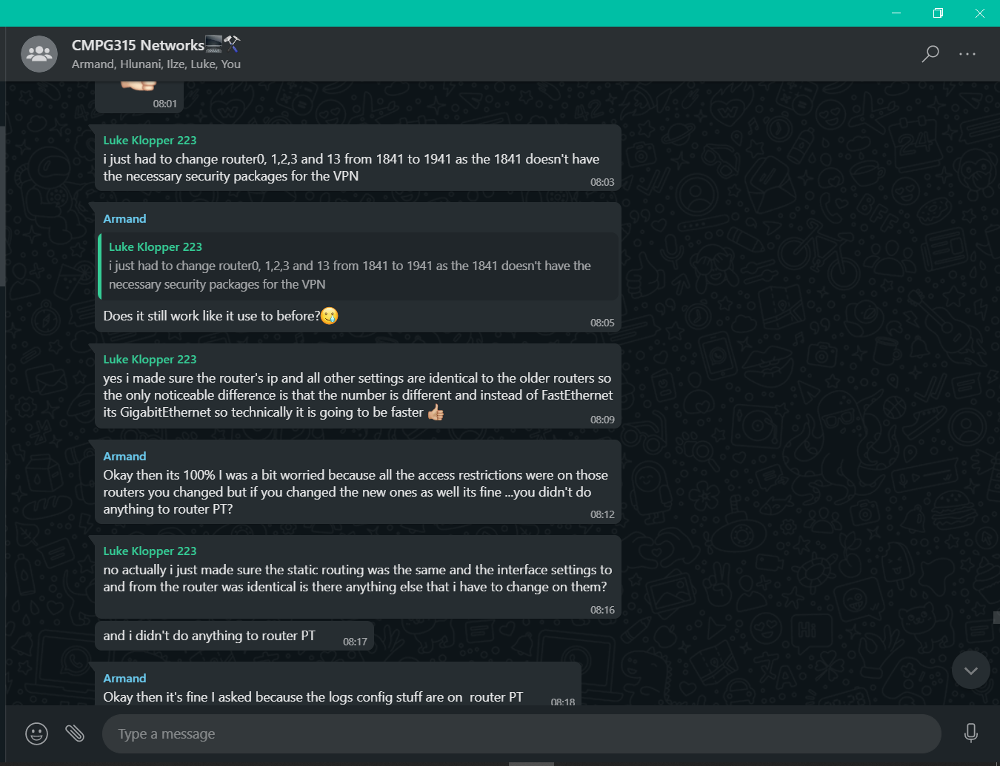 CMPG315 Networks
Armand, Hlunani, Ilze, Luke, You
08:01
Luke Klopper 223
i just had to change router0, 1,2,3 and 13 from 1841 to 1941 as the 1841 doesn't have
the necessary security packages for the VPN
08:03
Armand
Luke Klopper 223
i just had to change router0, 1,2,3 and 13 from 1841 to 1941 as the 1841 doesn't have the
necessary security packages for the VPN
Does it still work like it use to before?🥲
08:05
Luke Klopper 223
yes i made sure the router's ip and all other settings are identical to the older routers so
the only noticeable difference is that the number is different and instead of FastEthernet
its GigabitEthernet so technically it is going to be faster 👍🏼
08:09
Armand
Okay then its 100% I was a bit worried because all the access restrictions were on those
routers you changed but if you changed the new ones as well its fine ...you didn't do
anything to router PT?
08:12
Luke Klopper 223
no actually i just made sure the static routing was the same and the interface settings to
and from the router was identical is there anything else that i have to change on them?
08:16
and i didn't do anything to router PT
08:17
Armand
Okay then it's fine I asked because the logs config stuff are on  router PT
08:18
Type a message